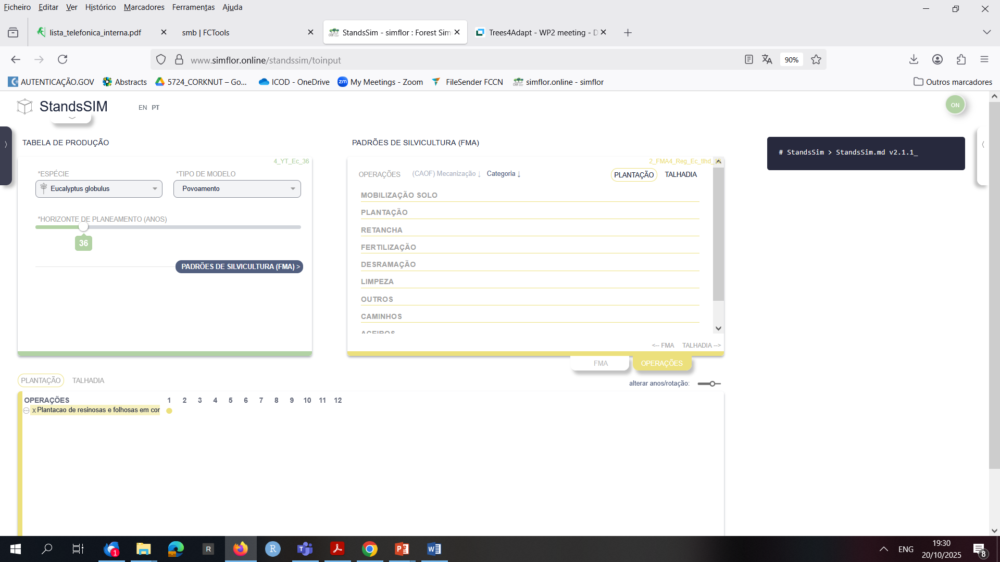 Ficheiro Editar Ver Histórico Marcadores Ferramentas Ajuda
lista_telefonica_interna.pdf
smb | FCTools
StandsSim - simflor : Forest Sim
Trees4Adapt - WP2 meeting - D
www.simflor.online/standssim/toinput
90%
AUTENTICAÇÃO.GOV
Abstracts
5724_CORKNUT – Go...
ICOD - OneDrive
zm My Meetings - Zoom
FileSender FCCN
simflor.online - simflor
Outros marcadores
StandsSIM
EN PT
ON
TABELA DE PRODUÇÃO
4_YT_Ec_36
*ESPÉCIE
*TIPO DE MODELO
Eucalyptus globulus
Povoamento
*HORIZONTE DE PLANEAMENTO (ANOS)
36
PADRÕES DE SILVICULTURA (FMA) >
PADRÕES DE SILVICULTURA (FMA)
2_FMA4_Reg_Ec_tlhd_
OPERAÇÕES
(CAOF) Mecanização ↓
Categoria ↓
PLANTAÇÃO
TALHADIA
MOBILIZAÇÃO SOLO
PLANTAÇÃO
RETANCHA
FERTILIZAÇÃO
DESRAMAÇÃO
LIMPEZA
OUTROS
CAMINHOS
ACEIROS
<-- FMA
TALHADIA -->
FMA
OPERAÇÕES
# StandsSim > StandsSim.md v2.1.1_
PLANTAÇÃO
TALHADIA
alterar anos/rotação:
OPERAÇÕES 1 2 3 4 5 6 7 8 9 10 11 12
x Plantacao de resinosas e folhosas em cor
1
R
R
ENG
19:30
20/10/2025
8